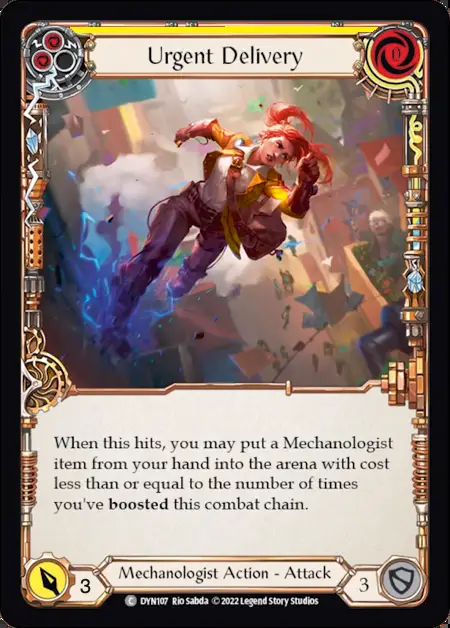 Urgent Delivery
0
When this hits, you may put a Mechanologist
item from your hand into the arena with cost
less than or equal to the number of times
you've boosted this combat chain.
3
Mechanologist Action - Attack
3
C DYN107 Rio Sabda © 2022 Legend Story Studios